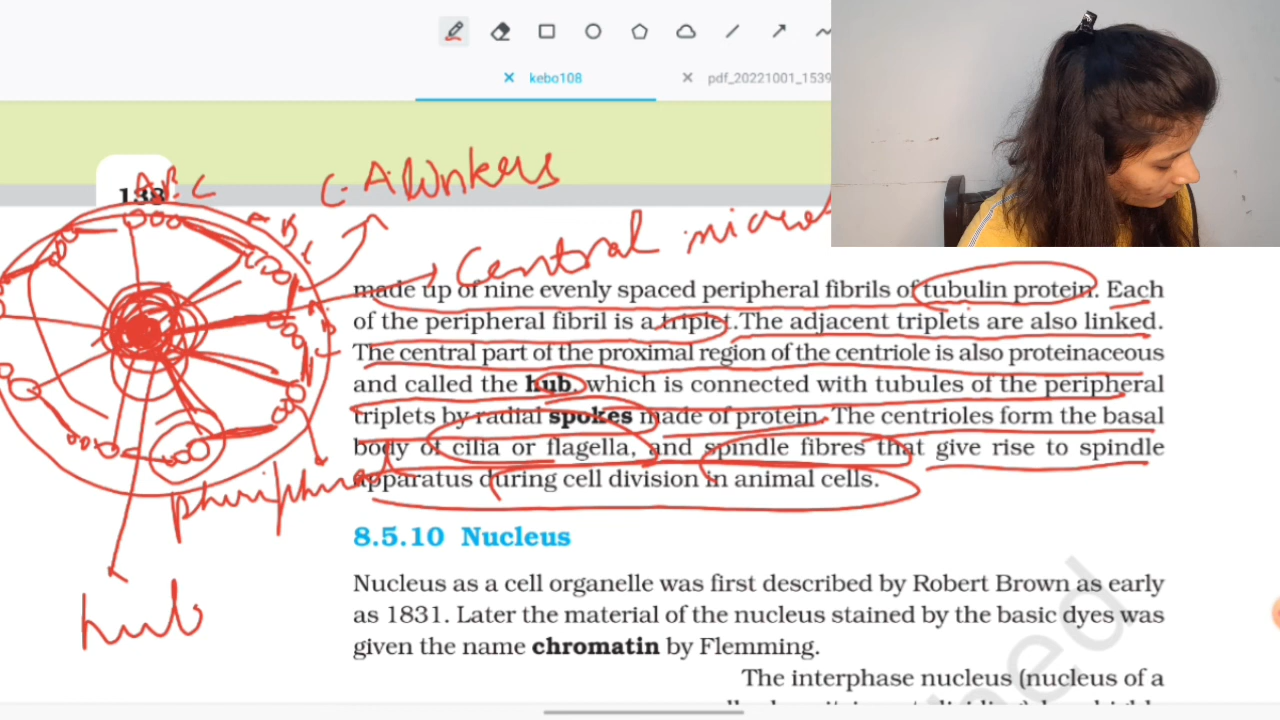 kebo108
pdf_20221001_1539
138
A B C
C-A linkers
A B C
Central micro
made up of nine evenly spaced peripheral fibrils of tubulin protein. Each
of the peripheral fibril is a triplet. The adjacent triplets are also linked.
The central part of the proximal region of the centriole is also proteinaceous
and called the hub, which is connected with tubules of the peripheral
triplets by radial spokes made of protein. The centrioles form the basal
body of cilia or flagella, and spindle fibres that give rise to spindle
apparatus during cell division in animal cells.
hub
8.5.10 Nucleus
Nucleus as a cell organelle was first described by Robert Brown as early
as 1831. Later the material of the nucleus stained by the basic dyes was
given the name chromatin by Flemming.
The interphase nucleus (nucleus of a